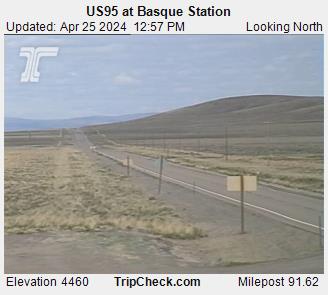 US95 at Basque Station
Updated: Apr 25 2024 12:57 PM Looking North
Elevation 4460 TripCheck.com Milepost 91.62